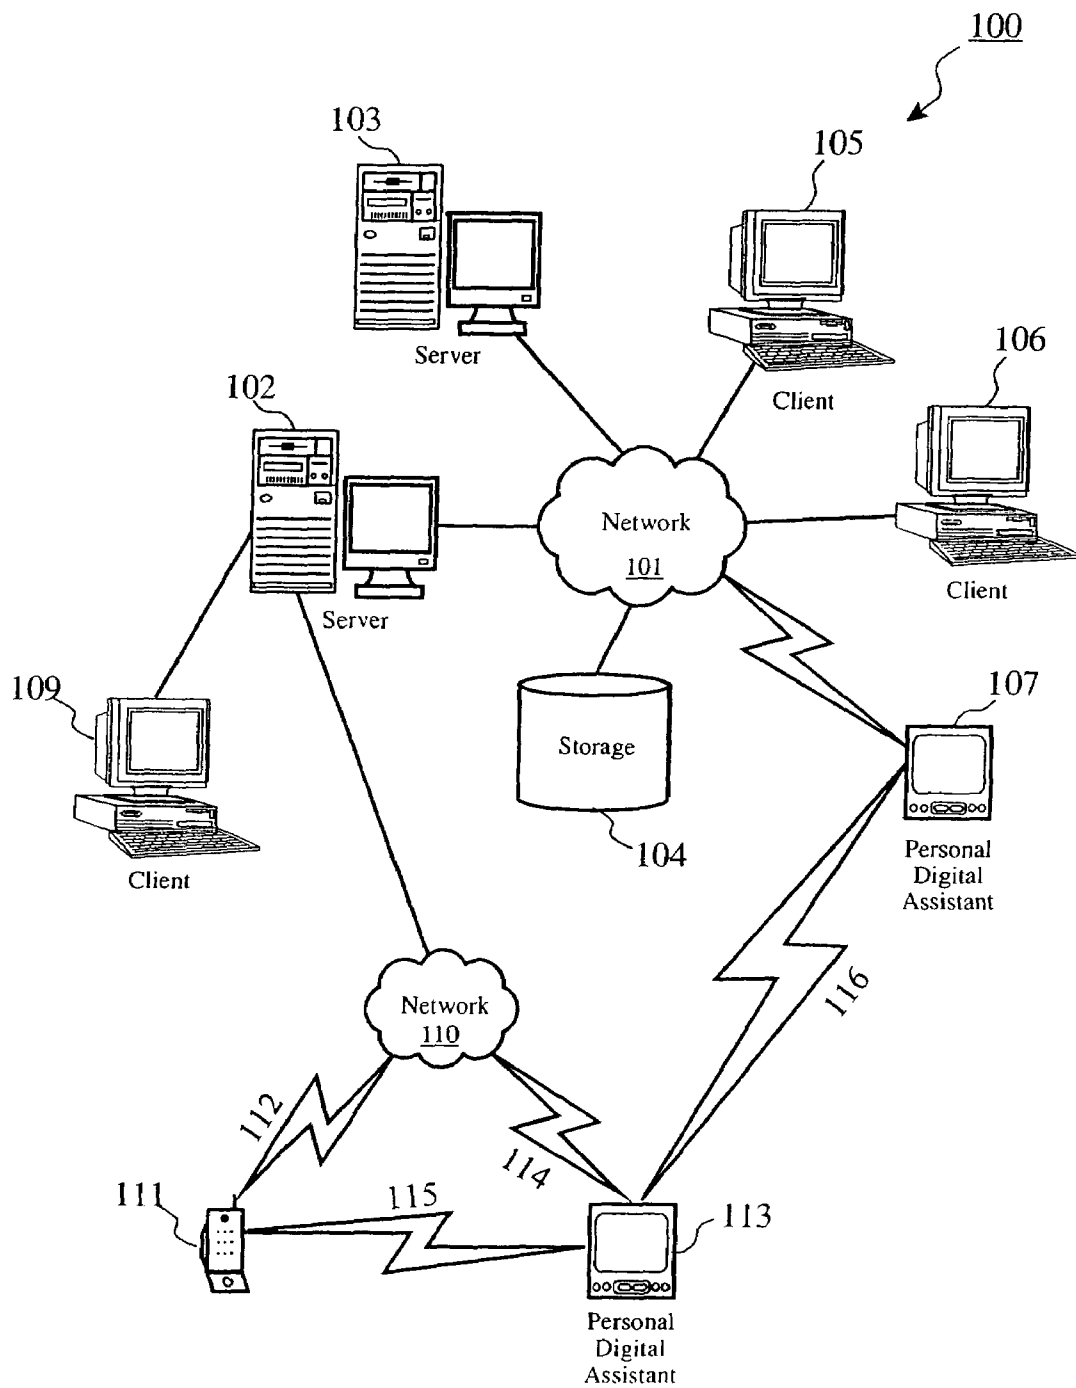 100
103
105
Server
Client
106
102
Network
101
Client
Server
109
107
Storage
104
Client
Personal
Digital
Assistant
116
Network
110
112
114
111
115
113
Personal
Digital
Assistant